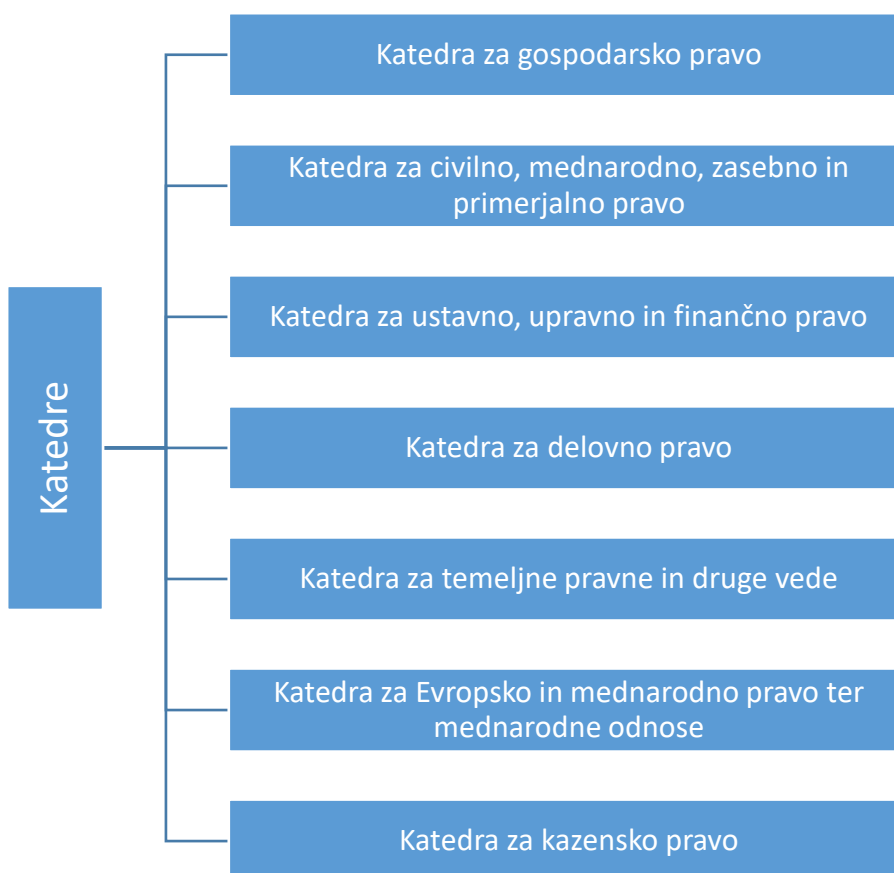 Katedre
Katedra za gospodarsko pravo
Katedra za civilno, mednarodno, zasebno in
primerjalno pravo
Katedra za ustavno, upravno in finančno pravo
Katedra za delovno pravo
Katedra za temeljne pravne in druge vede
Katedra za Evropsko in mednarodno pravo ter
mednarodne odnose
Katedra za kazensko pravo